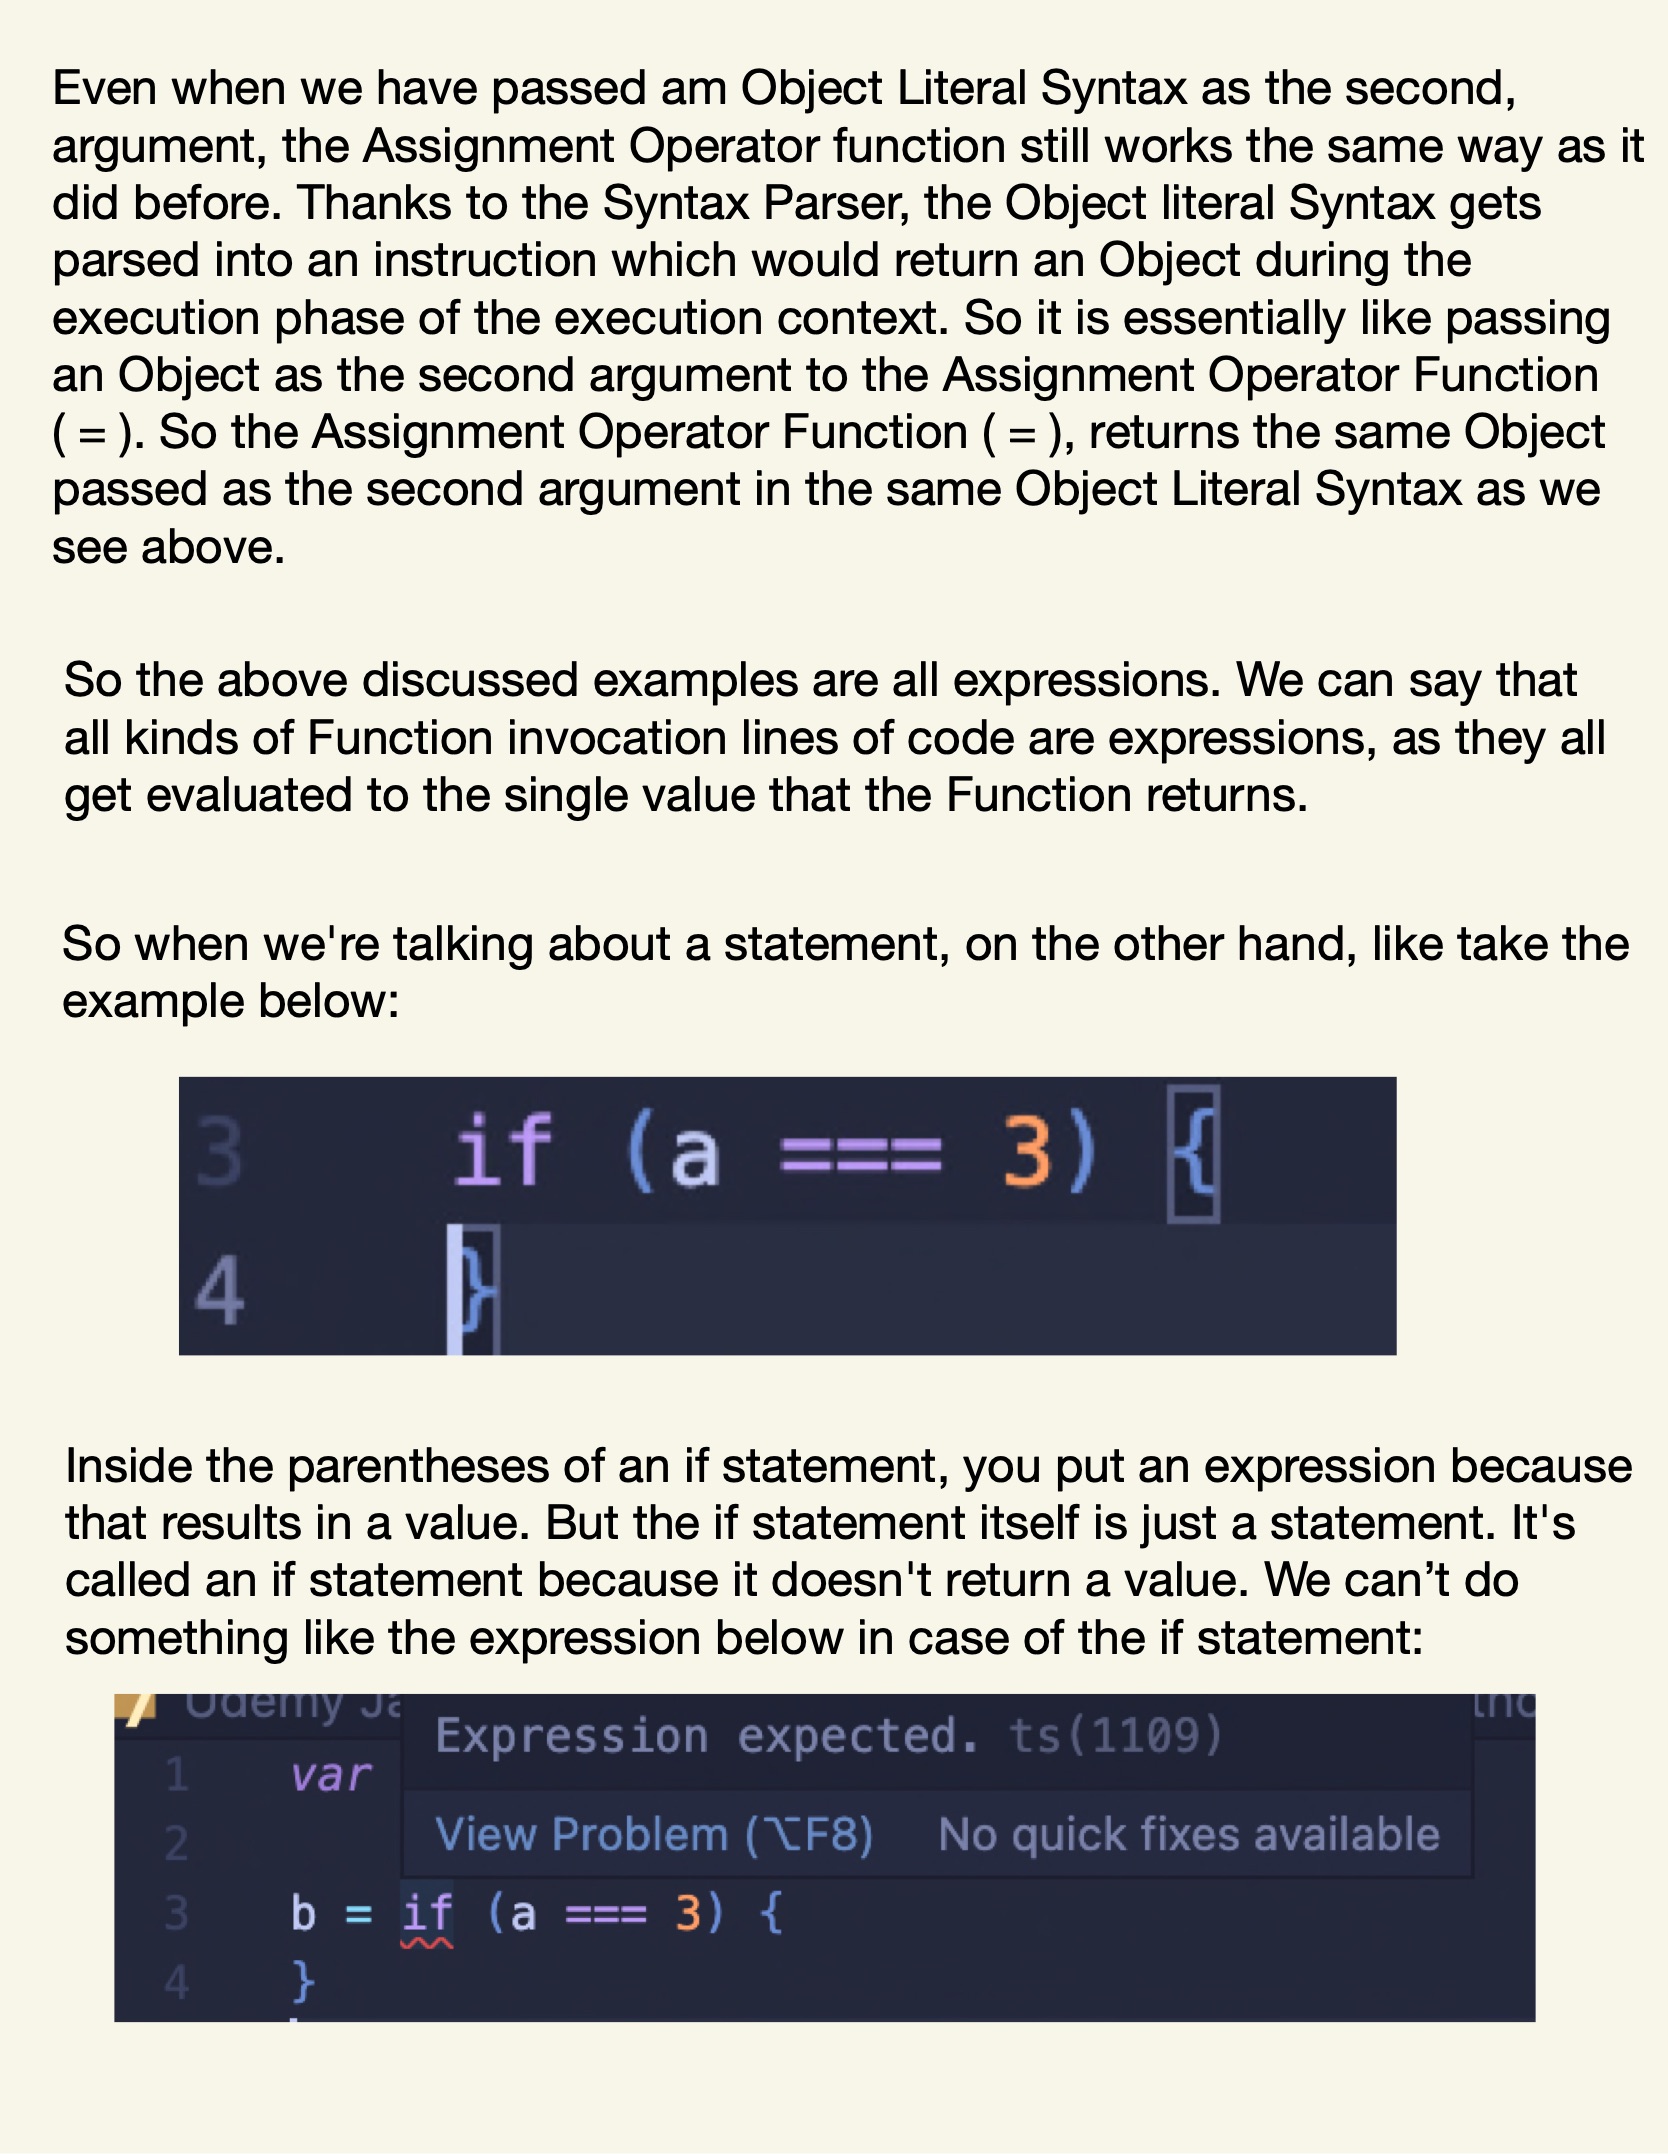 Even when we have passed am Object Literal Syntax as the second,
argument, the Assignment Operator function still works the same way as it
did before. Thanks to the Syntax Parser, the Object literal Syntax gets
parsed into an instruction which would return an Object during the
execution phase of the execution context. So it is essentially like passing
an Object as the second argument to the Assignment Operator Function
( = ). So the Assignment Operator Function ( = ), returns the same Object
passed as the second argument in the same Object Literal Syntax as we
see above.
So the above discussed examples are all expressions. We can say that
all kinds of Function invocation lines of code are expressions, as they all
get evaluated to the single value that the Function returns.
So when we're talking about a statement, on the other hand, like take the
example below:
3 if (a === 3) {
4 }
Inside the parentheses of an if statement, you put an expression because
that results in a value. But the if statement itself is just a statement. It's
called an if statement because it doesn't return a value. We can’t do
something like the expression below in case of the if statement:
Udemy
Expression expected. ts(1109)
1 var
View Problem (⌥F8) No quick fixes available
2
3 b = if (a === 3) {
4 }